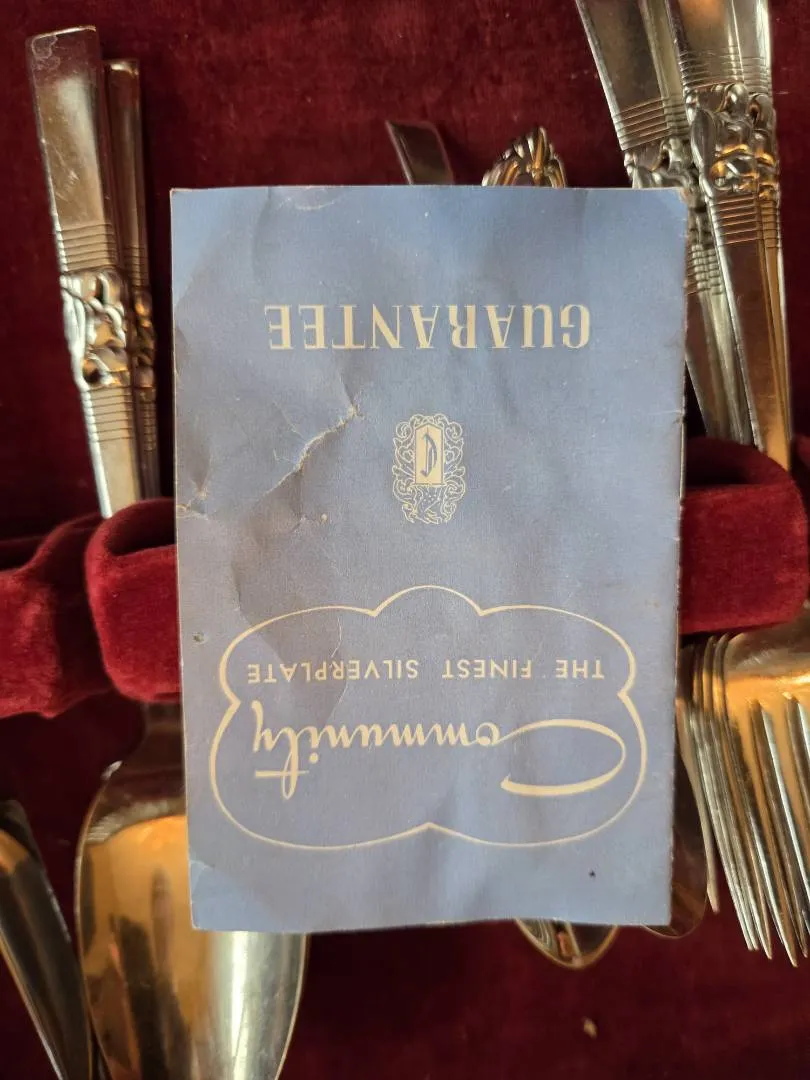 Community
THE FINEST SILVERPLATE
C
GUARANTEE